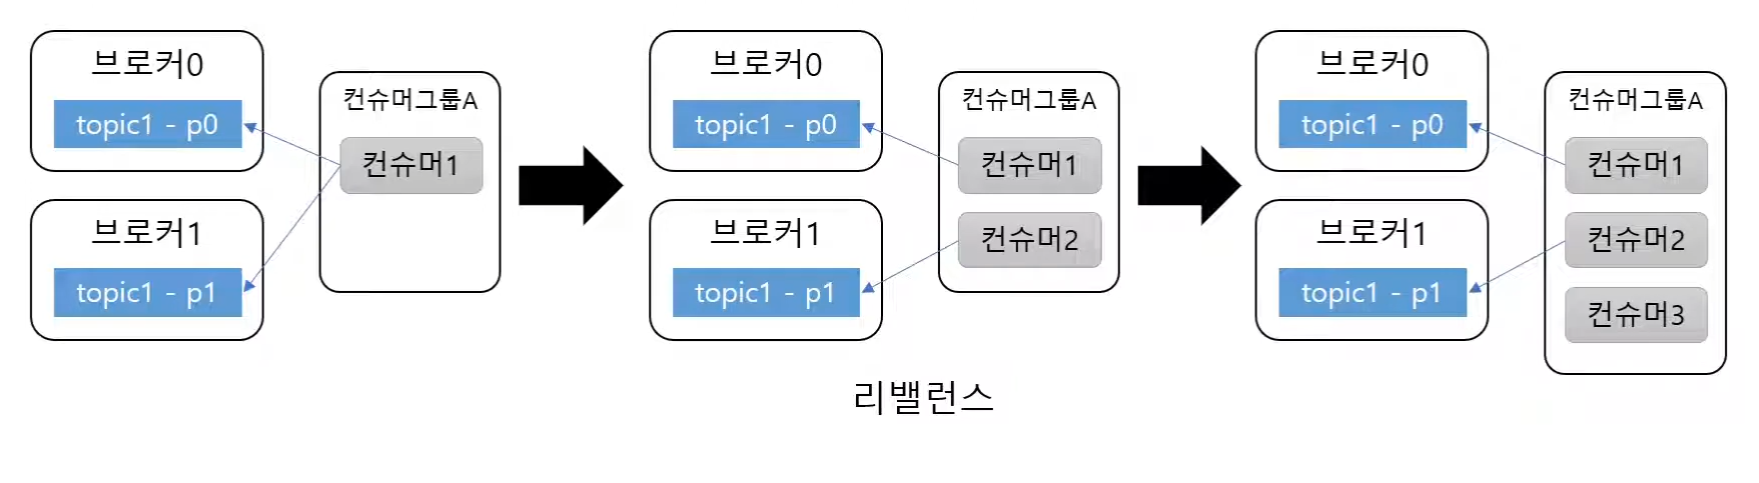 브로커0
topic1 - p0
브로커1
topic1 - p1
컨슈머그룹A
컨슈머1
브로커0
topic1 - p0
브로커1
topic1 - p1
컨슈머그룹A
컨슈머1
컨슈머2
브로커0
topic1 - p0
브로커1
topic1 - p1
컨슈머그룹A
컨슈머1
컨슈머2
컨슈머3
리밸런스